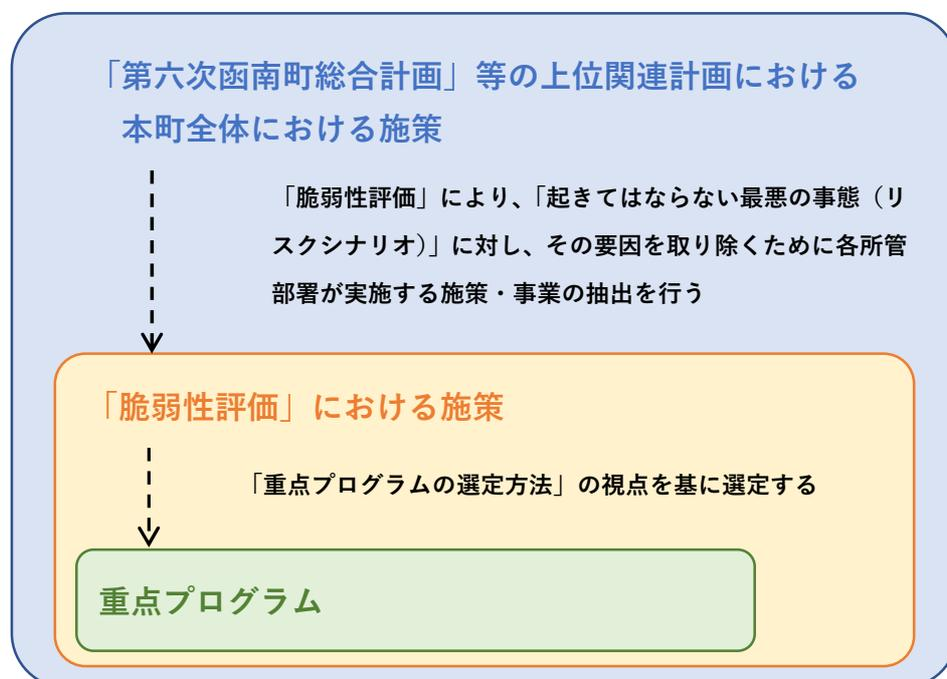 「第六次函南町総合計画」等の上位関連計画における
本町全体における施策
「脆弱性評価」により、「起きてはならない最悪の事態（リ
スクシナリオ）」に対し、その要因を取り除くために各所管
部署が実施する施策・事業の抽出を行う
「脆弱性評価」における施策
「重点プログラムの選定方法」の視点を基に選定する
重点プログラム